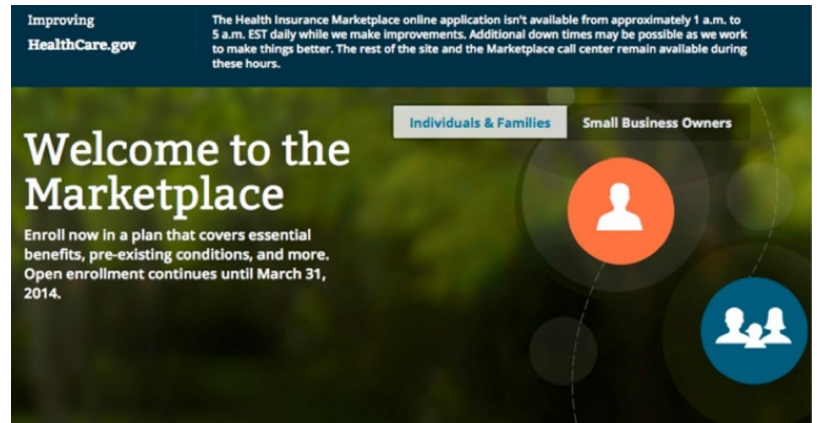 Improving
HealthCare.gov
The Health Insurance Marketplace online application isn't available from approximately 1 a.m. to
5 a.m. EST daily while we make improvements. Additional down times may be possible as we work
to make things better. The rest of the site and the Marketplace call center remain available during
these hours.
Individuals & Families
Small Business Owners
Welcome to the
Marketplace
Enroll now in a plan that covers essential
benefits, pre-existing conditions, and more.
Open enrollment continues until March 31,
2014.